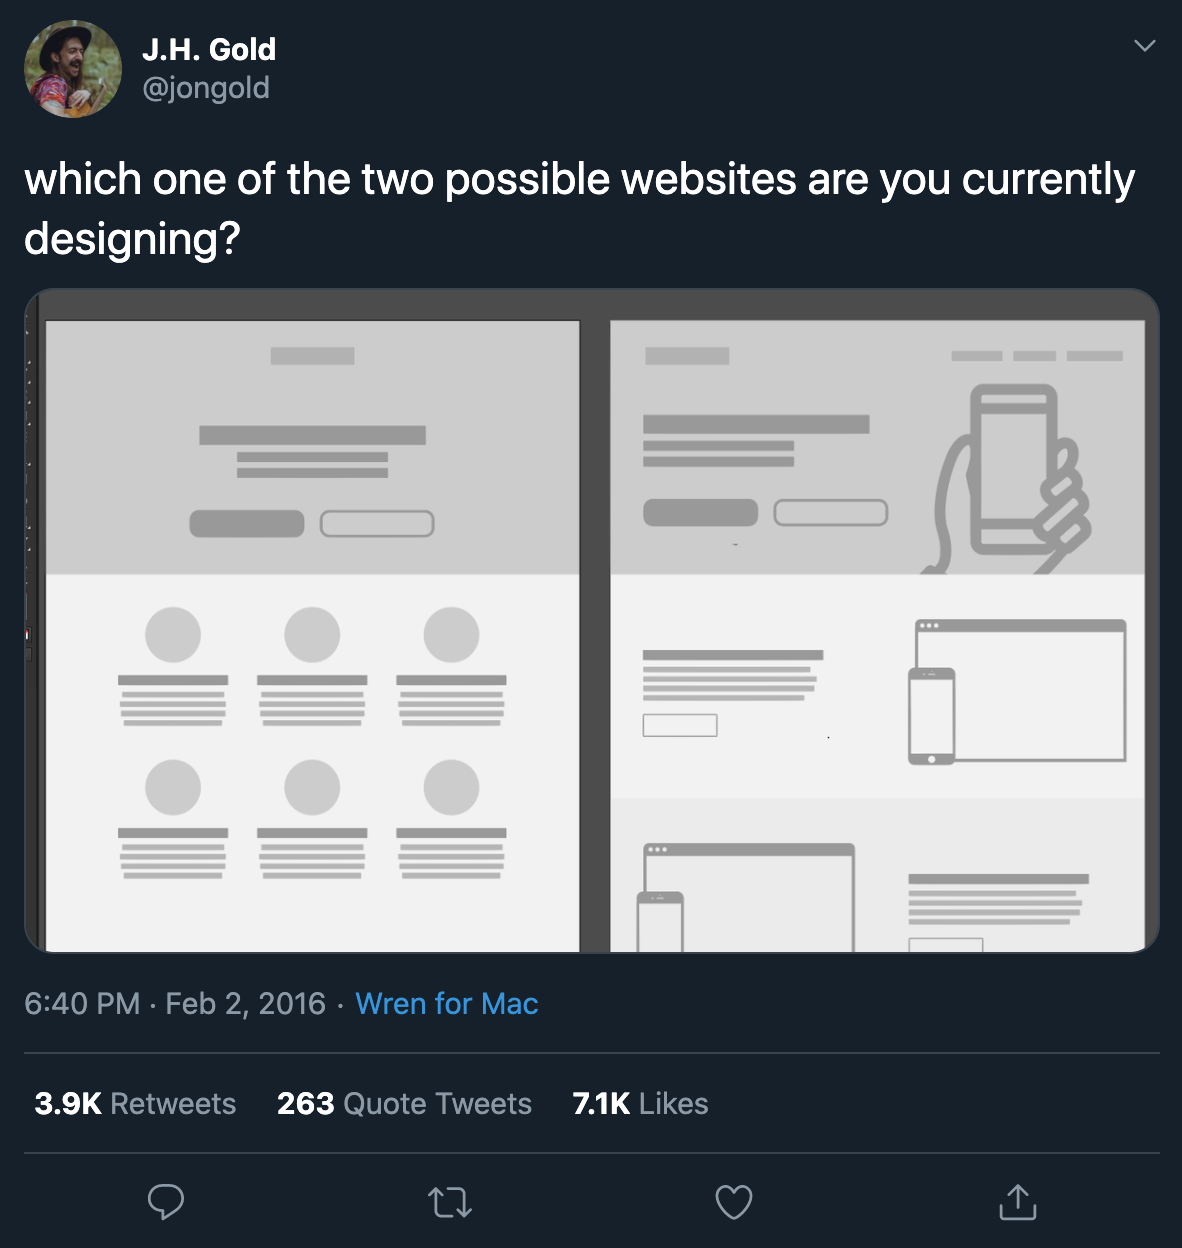 J.H. Gold
@jongold
which one of the two possible websites are you currently
designing?
6:40 PM · Feb 2, 2016 · Wren for Mac
3.9K Retweets 263 Quote Tweets 7.1K Likes